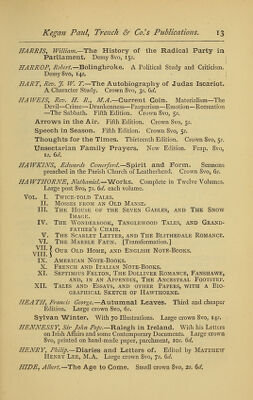 Kegan Paul, Trench & Co.'s Publications. 13
HARRIS, William.—The History of the Radical Party in
Parliament. Demy 8vo, 15s.
HARROP, Robert.—Bolingbroke. A Political Study and Criticism.
Demy 8vo, 14s.
HART, Rev. J. W. T.—The Autobiography of Judas Iscariot.
A Character Study. Crown 8vo, 3s. 6d.
HAWEIS, Rev. H. R., M.A.—Current Coin. Materialism—The
Devil—Crime—Drunkenness—Pauperism—Emotion—Recreation
—The Sabbath. Fifth Edition. Crown 8vo, 5s.
Arrows in the Air. Fifth Edition. Crown 8vo, 5s.
Speech in Season. Fifth Edition. Crown 8vo, 5s.
Thoughts for the Times. Thirteenth Edition. Crown 8vo, 5s.
Unsectarian Family Prayers. New Edition. Fcap. 8vo,
1s. 6d.
HAWKINS, Edwards Comerford.—Spirit and Form. Sermons
preached in the Parish Church of Leatherhead. Crown 8vo, 6s.
HAWTHORNE, Nathaniel.—Works. Complete in Twelve Volumes.
Large post 8vo, 7s. 6d. each volume.
VOL. I. TWICE-TOLD TALES.
II. MOSSES FROM AN OLD MANSE.
III. THE HOUSE OF THE SEVEN GABLES, AND THE SNOW
IMAGE.
IV. THE WONDERBOOK, TANGLEWOOD TALES, AND GRAND-
FATHER'S CHAIR.
V. THE SCARLET LETTER, AND THE BLITHEDALE ROMANCE.
VI. THE MARBLE FAUN. [Transformation.]
VII. } OUR OLD HOME, AND ENGLISH NOTE-BOOKS.
VIII. }
IX. AMERICAN NOTE-BOOKS.
X. FRENCH AND ITALIAN NOTE-BOOKS.
XI. SEPTIMIUS FELTON, THE DOLLIVER ROMANCE, FANSHAWE,
AND, IN AN APPENDIX, THE ANCESTRAL FOOTSTEP.
XII. TALES AND ESSAYS, AND OTHER PAPERS, WITH A BIO-
GRAPHICAL SKETCH OF HAWTHORNE.
HEATH, Francis George.—Autumnal Leaves. Third and cheaper
Edition. Large crown 8vo, 6s.
Sylvan Winter. With 70 Illustrations. Large crown 8vo, 14s.
HENNESSY, Sir John Pope.—Ralegh in Ireland. With his Letters
on Irish Affairs and some Contemporary Documents. Large crown
8vo, printed on hand-made paper, parchment, 10s. 6d.
HENRY, Philip.—Diaries and Letters of. Edited by MATTHEW
HENRY LEE, M.A. Large crown 8vo, 7s. 6d.
HIDE, Albert.—The Age to Come. Small crown 8vo, 2s. 6d.